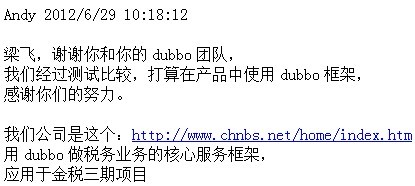 Andy 2012/6/29 10:18:12
梁飞，谢谢你和你的 dubbo 团队，
我们经过测试比较，打算在产品中使用 dubbo 框架，
感谢你们的努力。
我们公司是这个：http://www.chnbs.net/home/index.htm
用 dubbo 做税务业务的核心服务框架，
应用于金税三期项目